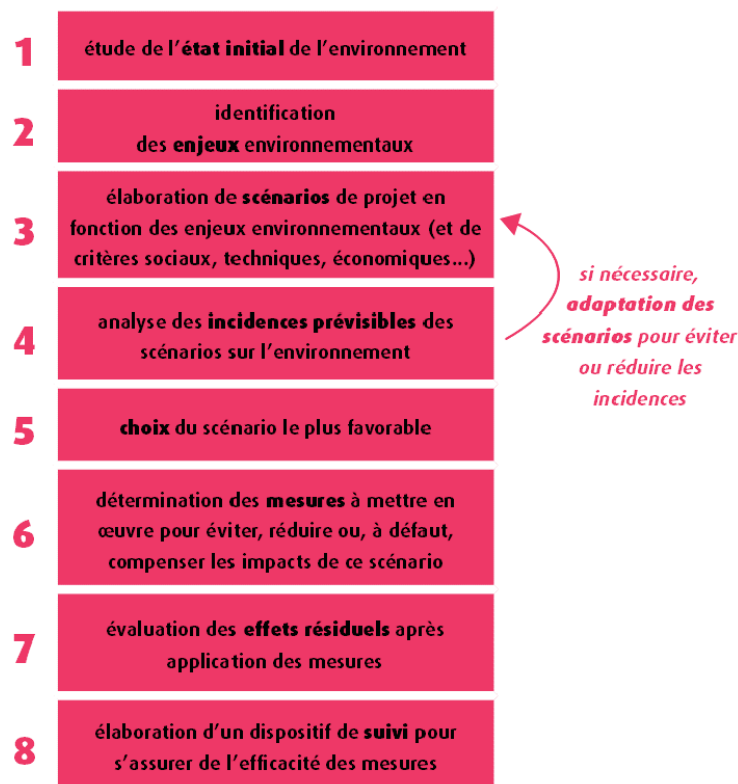 1
étude de l'état initial de l'environnement
2
identification
des enjeux environnementaux
3
élaboration de scénarios de projet en
fonction des enjeux environnementaux (et de
critères sociaux, techniques, économiques...)
si nécessaire,
adaptation des
scénarios pour éviter
ou réduire les
incidences
4
analyse des incidences prévisibles des
scénarios sur l'environnement
5
choix du scénario le plus favorable
6
détermination des mesures à mettre en
œuvre pour éviter, réduire ou, à défaut,
compenser les impacts de ce scénario
7
évaluation des effets résiduels après
application des mesures
8
élaboration d'un dispositif de suivi pour
s'assurer de l'efficacité des mesures